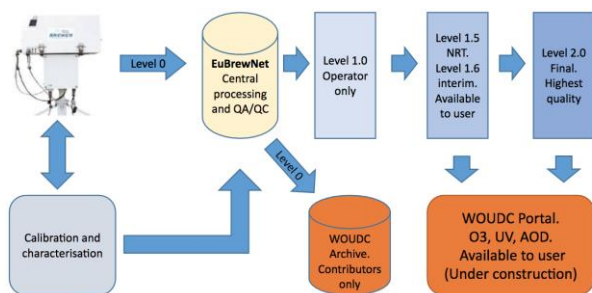 BREWER
Level 0
EuBrewNet
Central
processing
and QA/QC
Level 1.0
Operator
only
Level 1.5
NRT.
Level 1.6
interim.
Available
to user
Level 2.0
Final.
Highest
quality
Level 0
Calibration and
characterisation
WOUDC
Archive.
Contributors
only
WOUDC Portal.
O3, UV, AOD.
Available to user
(Under construction)